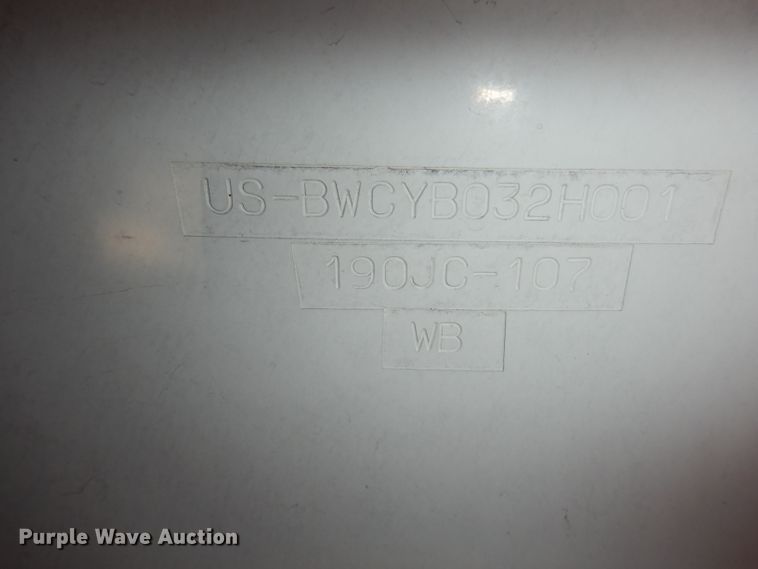 US-BWCYB032H001
190JC-107
WB
Purple Wave Auction